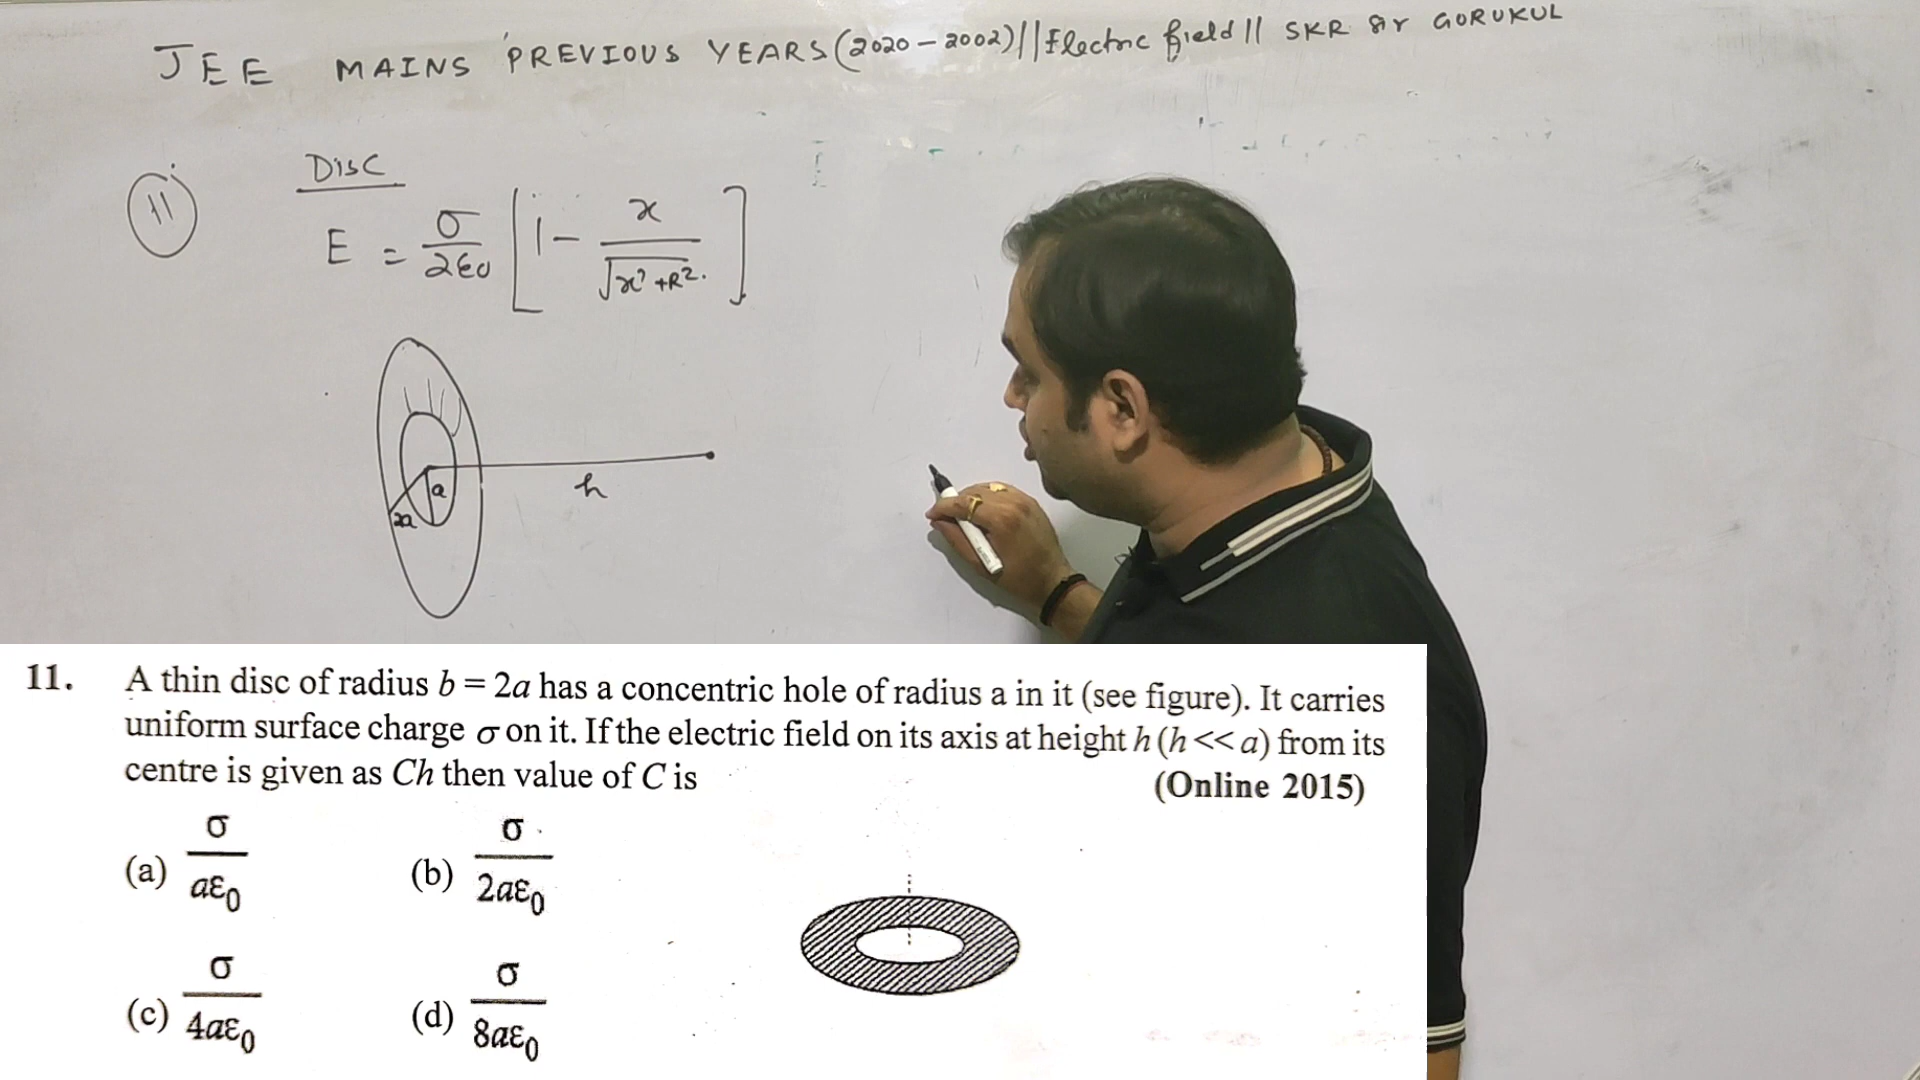 JEE MAINS PREVIOUS YEARS (2020-2002) || Electric field || SKR Sir GORUKUL
11
Disc
E = σ/2ε0 [1 - x/√x²+R²]
a
2a
h
11. A thin disc of radius b = 2a has a concentric hole of radius a in it (see figure). It carries
uniform surface charge σ on it. If the electric field on its axis at height h (h << a) from its
centre is given as Ch then value of C is (Online 2015)
(a) σ/aε0 (b) σ/2aε0
(c) σ/4aε0 (d) σ/8aε0